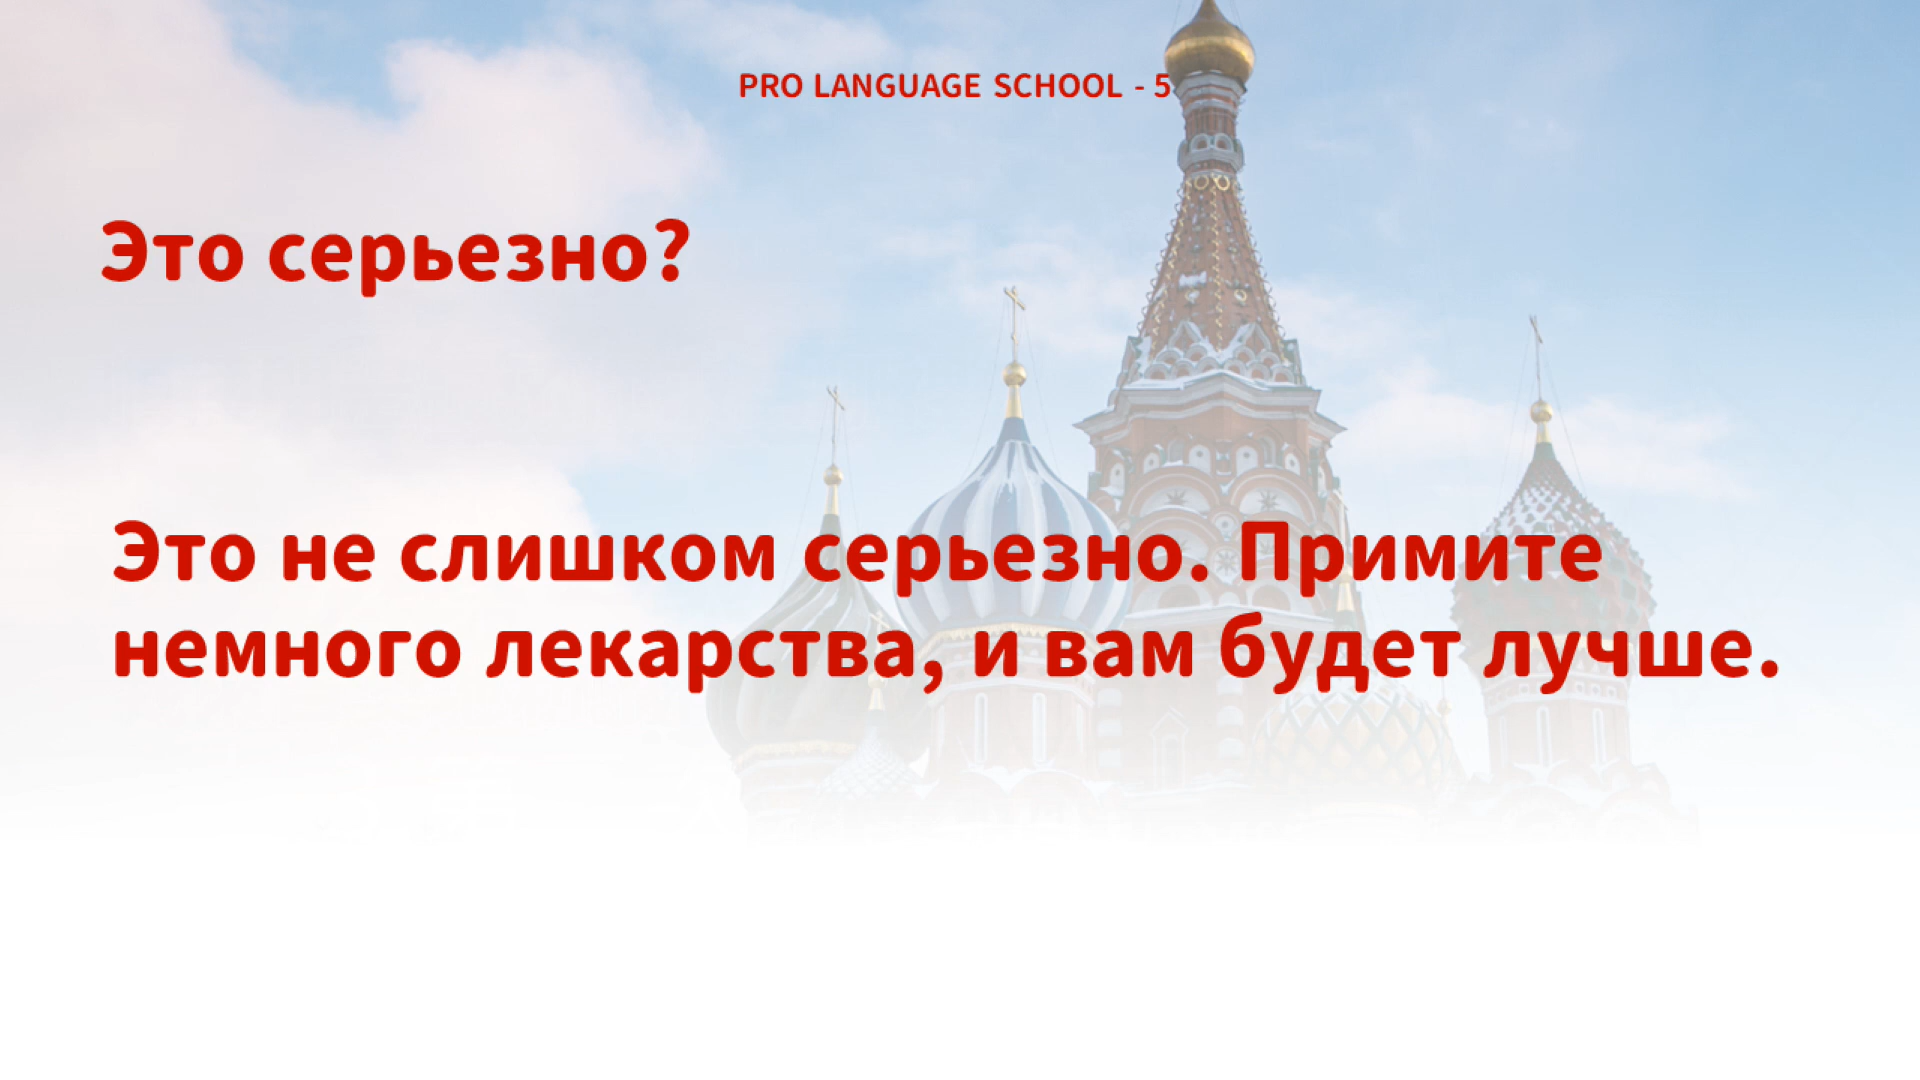 PRO LANGUAGE SCHOOL - 5
Это серьезно?
Это не слишком серьезно. Примите
немного лекарства, и вам будет лучше.